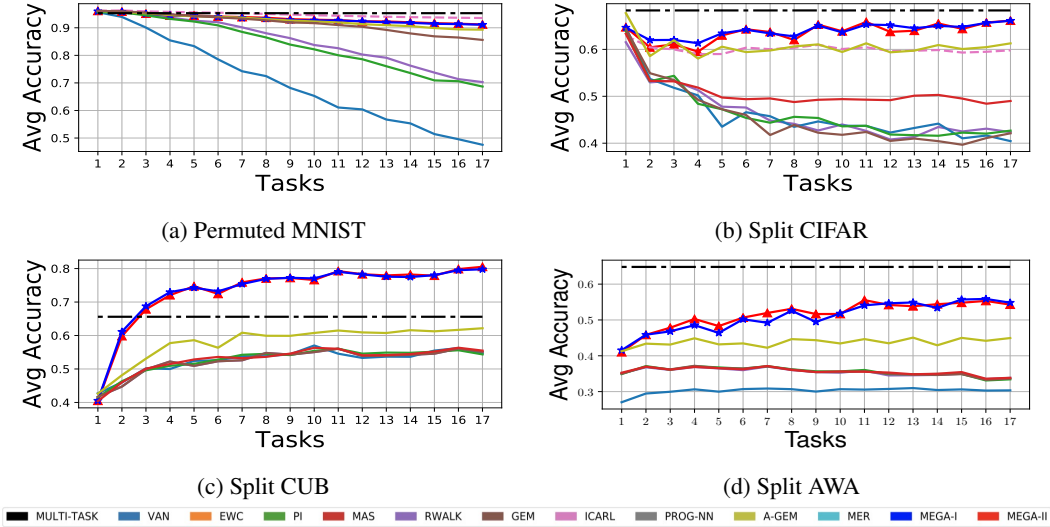 Avg Accuracy
0.9
0.8
0.7
0.6
0.5
1 2 3 4 5 6 7 8 9 10 11 12 13 14 15 16 17
Tasks
(a) Permuted MNIST
Avg Accuracy
0.6
0.5
0.4
1 2 3 4 5 6 7 8 9 10 11 12 13 14 15 16 17
Tasks
(b) Split CIFAR
Avg Accuracy
0.8
0.7
0.6
0.5
0.4
1 2 3 4 5 6 7 8 9 10 11 12 13 14 15 16 17
Tasks
(c) Split CUB
Avg Accuracy
0.6
0.5
0.4
0.3
1 2 3 4 5 6 7 8 9 10 11 12 13 14 15 16 17
Tasks
(d) Split AWA
MULTI-TASK VAN EWC PI MAS RWALK GEM ICARL PROG-NN A-GEM MER MEGA-I MEGA-II